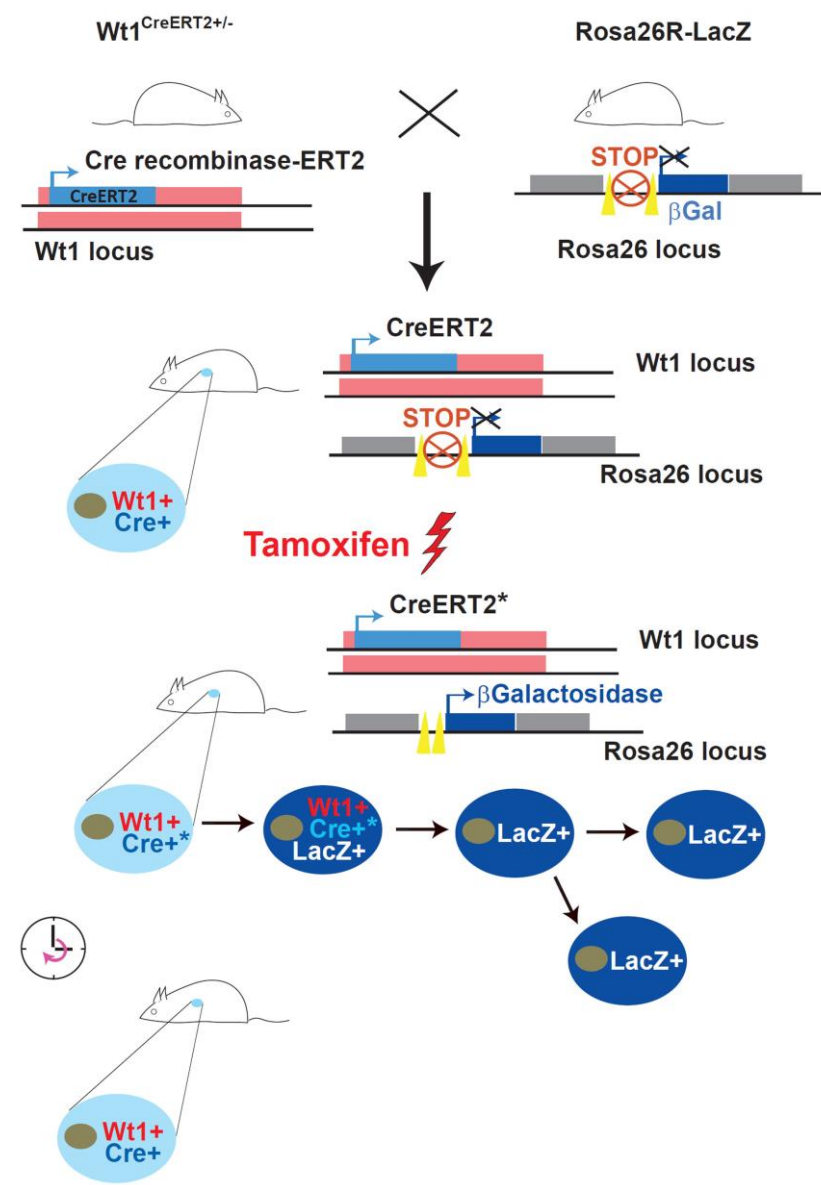 Wt1CreERT2+/-
Rosa26R-LacZ
Cre recombinase-ERT2
CreERT2
Wt1 locus
STOP
βGal
Rosa26 locus
CreERT2
Wt1 locus
STOP
Rosa26 locus
Wt1+
Cre+
Tamoxifen
CreERT2*
Wt1 locus
βGalactosidase
Rosa26 locus
Wt1+
Cre+*
Wt1+
Cre+*
LacZ+
LacZ+
LacZ+
LacZ+
Wt1+
Cre+